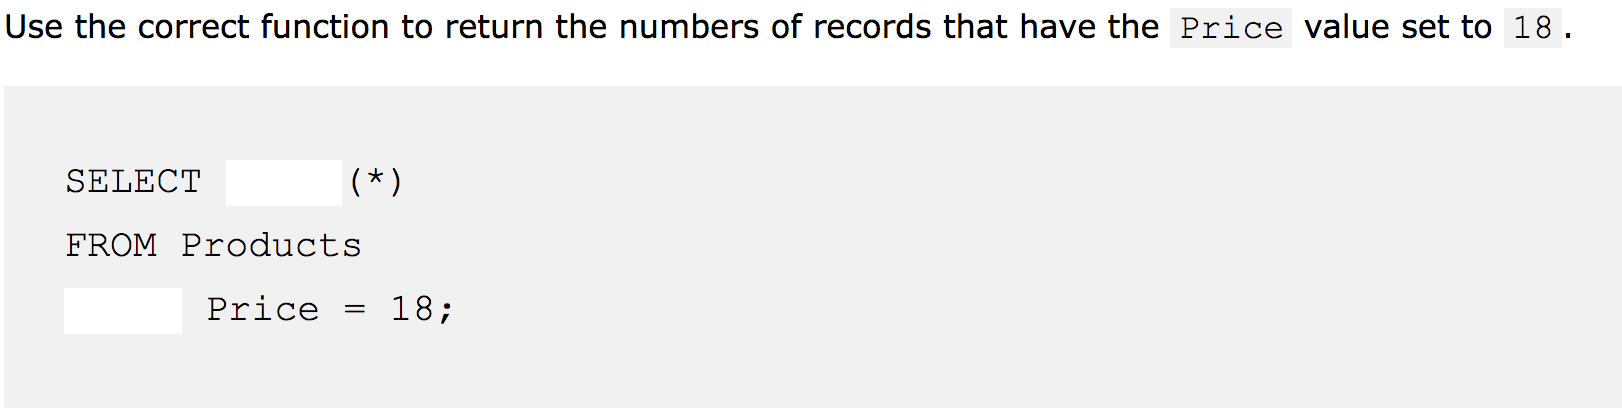 Use the correct function to return the numbers of records that have the Price value set to 18.
SELECT (*)
FROM Products
Price = 18;